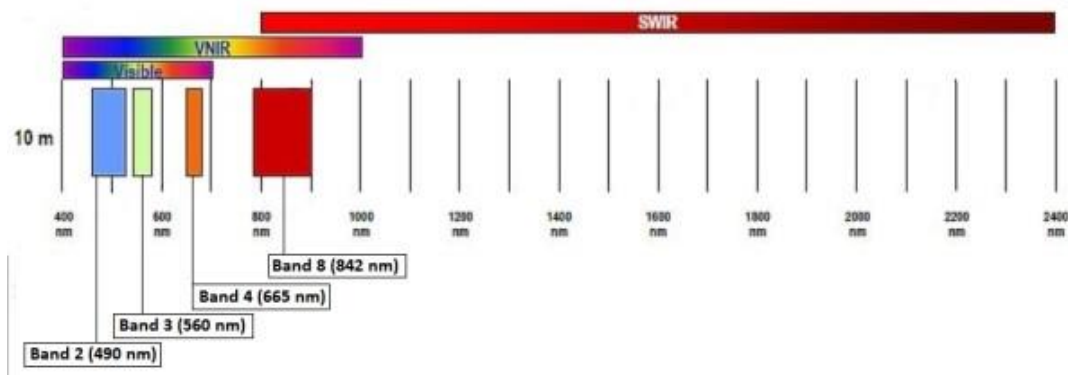 SWIR
VNIR
Visible
10 m
400 600 800 1000 1200 1400 1600 1800 2000 2200 2400
nm nm nm nm nm nm nm nm nm nm nm
Band 8 (842 nm)
Band 4 (665 nm)
Band 3 (560 nm)
Band 2 (490 nm)